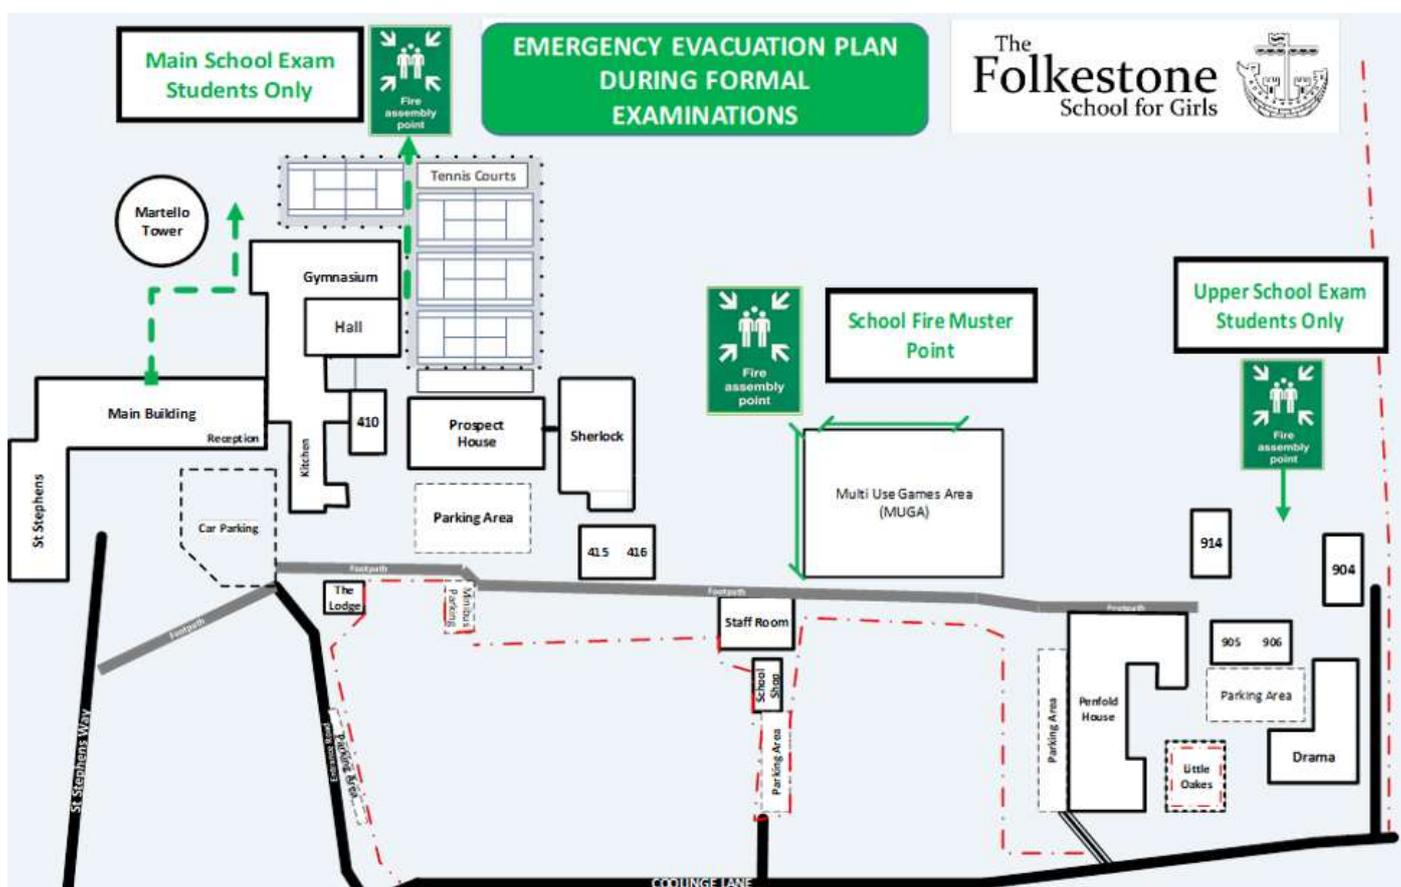 Main School Exam
Students Only
Fire
assembly
point
EMERGENCY EVACUATION PLAN
DURING FORMAL
EXAMINATIONS
The
Folkestone
School for Girls
Martello
Tower
Tennis Courts
Gymnasium
Hall
Main Building
Reception
St Stephens
Kitchen
410
Prospect
House
Sherlock
Car Parking
Parking Area
415 416
Fire
assembly
point
School Fire Muster
Point
Multi Use Games Area
(MUGA)
Upper School Exam
Students Only
Fire
assembly
point
914
904
Footpath
Footpath
Footpath
Footpath
The
Lodge
Minibus
Parking
Staff Room
School
Shop
Parking Area
Entrance Road
Parking Area
St Stephens Way
Parking Area
Penfold
House
905 906
Parking Area
Little
Oakes
Drama
COOLINGE LANE